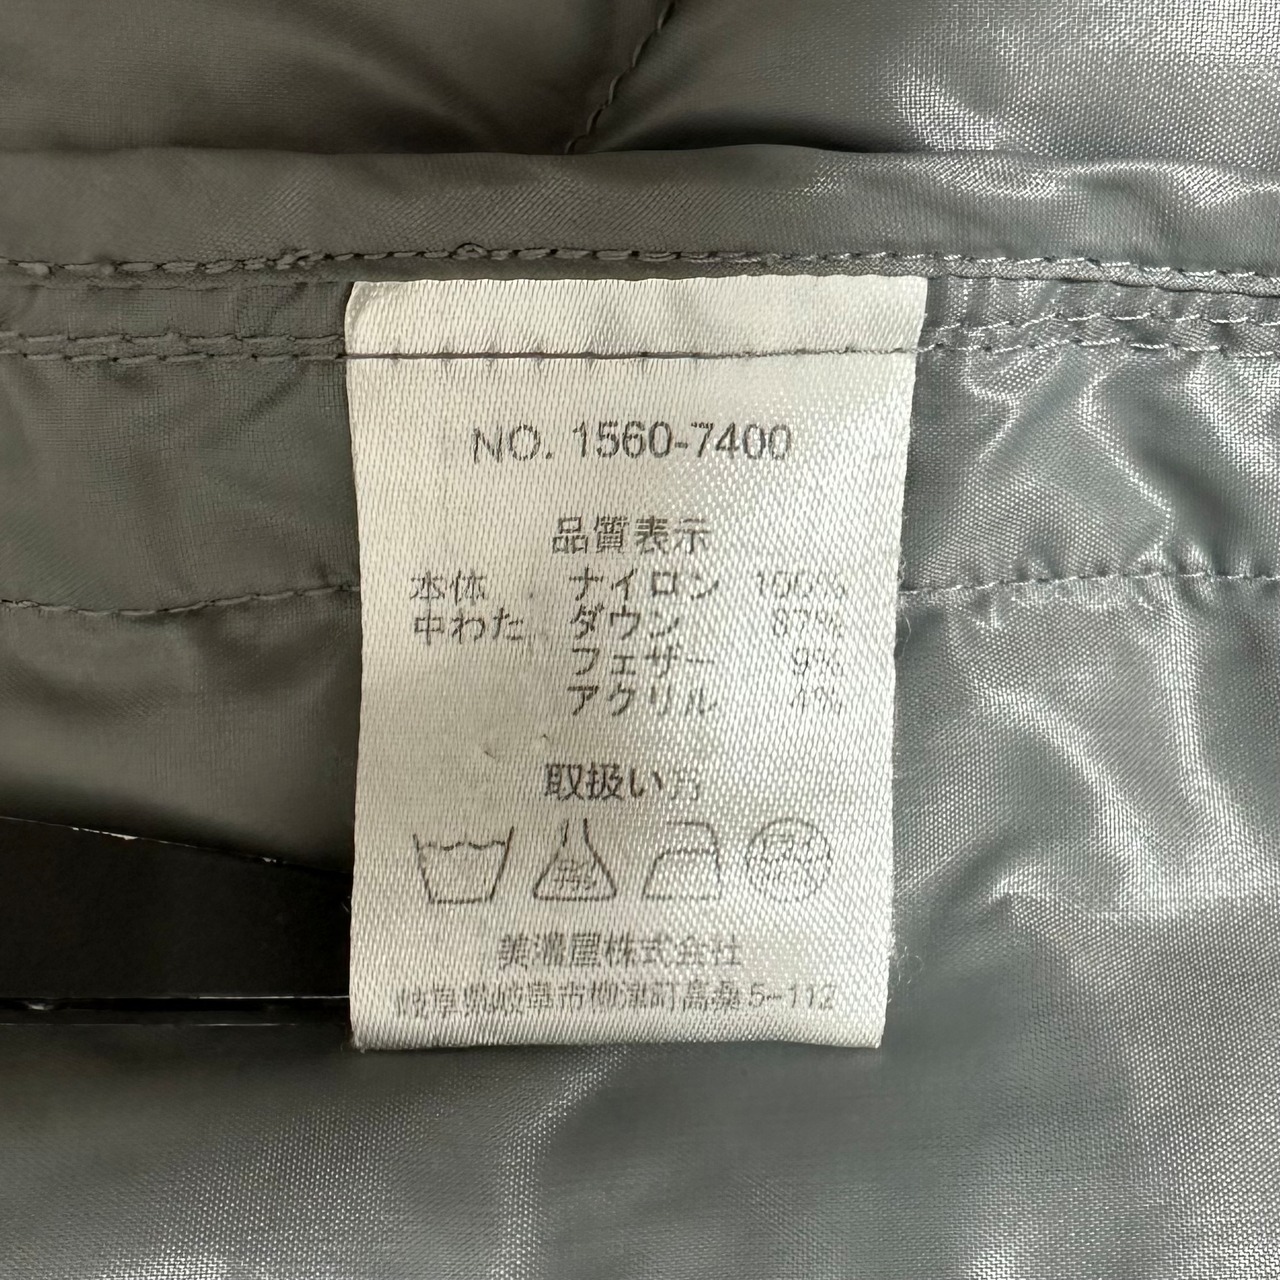 NO. 1560-7400
品質表示
本体 ナイロン 100%
中わた ダウン 87%
フェザー 9%
アクリル 4%
取扱い方
美濃屋株式会社
岐阜県岐阜市柳津町高桑5-112